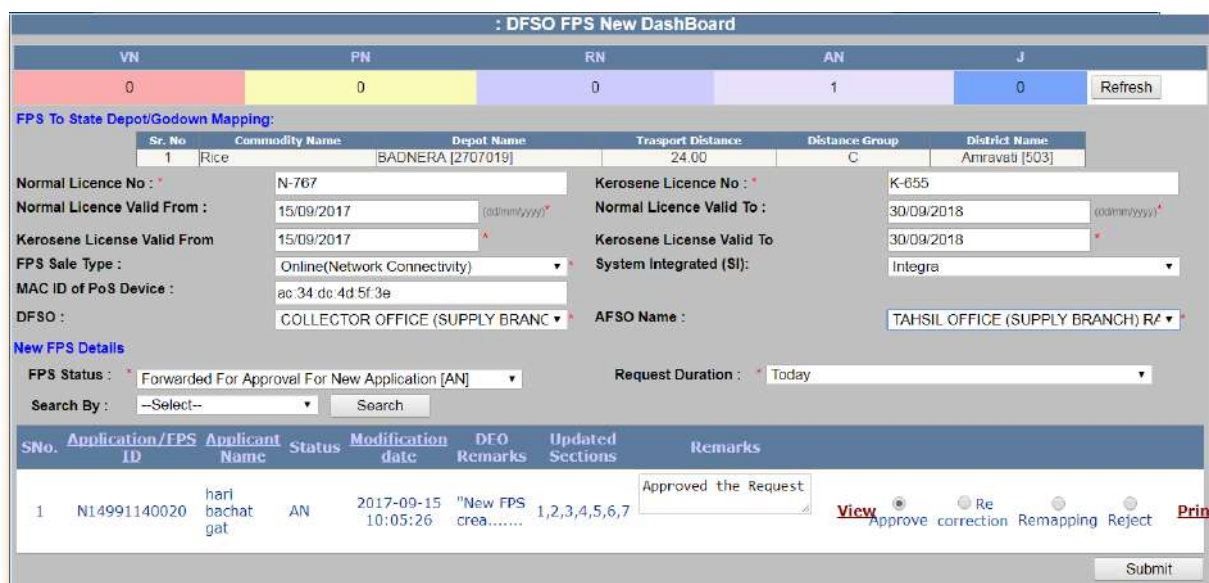 : DFSO FPS New DashBoard
VN PN RN AN J
0 0 0 1 0 Refresh
FPS To State Depot/Godown Mapping:
Sr. No Commodity Name Depot Name Trasport Distance Distance Group District Name
1 Rice BADNERA [2707019] 24.00 C Amravati [503]
Normal Licence No : * N-767 Kerosene Licence No : * K-655
Normal Licence Valid From : 15/09/2017 (dd/mm/yyyy)* Normal Licence Valid To : 30/09/2018 (dd/mm/yyyy)*
Kerosene License Valid From 15/09/2017 * Kerosene License Valid To 30/09/2018 *
FPS Sale Type : Online(Network Connectivity) * System Integrated (SI): Integra
MAC ID of PoS Device : ac:34:dc:4d:5f:3e
DFSO : COLLECTOR OFFICE (SUPPLY BRANC * AFSO Name : TAHSIL OFFICE (SUPPLY BRANCH) RA *
New FPS Details
FPS Status : * Forwarded For Approval For New Application [AN] Request Duration : * Today
Search By : --Select-- Search
SNo. Application/FPS ID Applicant Name Status Modification date DEO Remarks Updated Sections Remarks
1 N14991140020 hari bachat gat AN 2017-09-15 10:05:26 "New FPS crea....... 1,2,3,4,5,6,7 Approved the Request View Approve Re correction Remapping Reject Prin
Submit